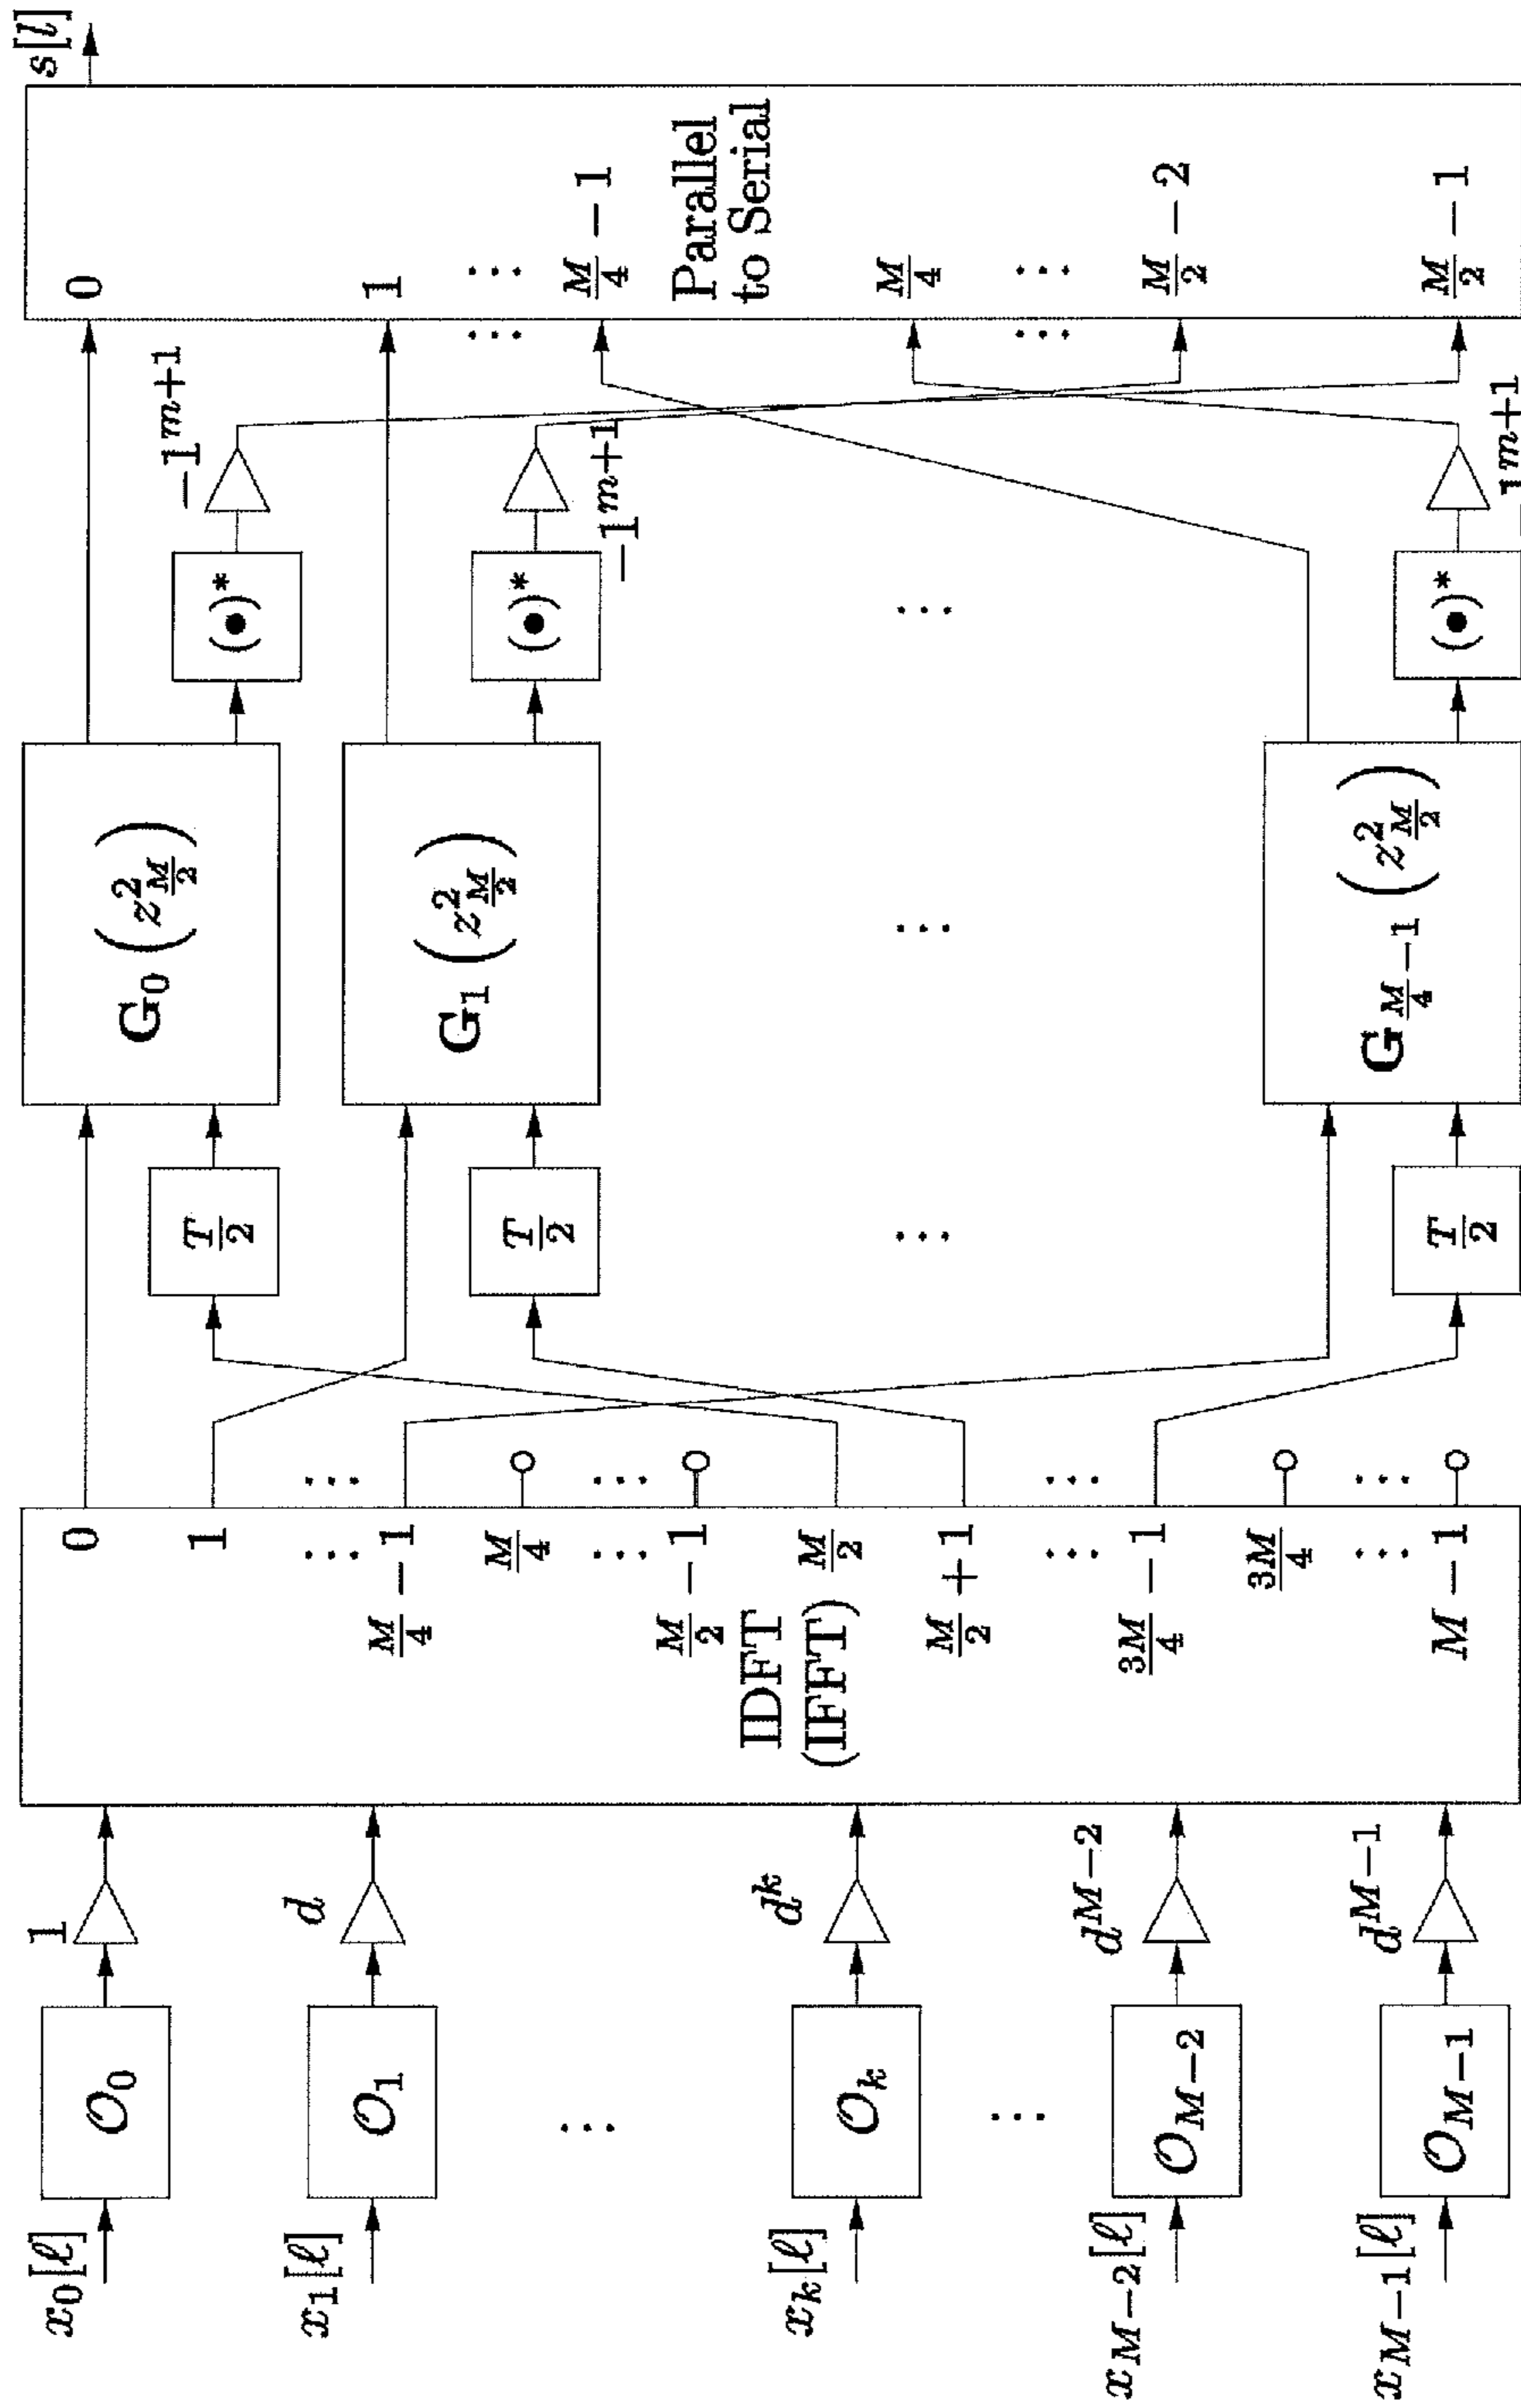 x_0[ℓ]
𝒪_0
1
x_1[ℓ]
𝒪_1
d
⋯
x_k[ℓ]
𝒪_k
d^k
⋯
x_{M−2}[ℓ]
𝒪_{M−2}
d^{M−2}
x_{M−1}[ℓ]
𝒪_{M−1}
d^{M−1}
IDFT
(IFFT)
0
1
⋯ ⋯
M/4 − 1
M/4
⋯ ⋯
M/2 − 1
M/2
M/2 + 1
⋯ ⋯
3M/4 − 1
3M/4
⋯ ⋯
M − 1
T/2
G_0 (z^2_{M/2})
(•)*
−1^{m+1}
T/2
G_1 (z^2_{M/2})
(•)*
−1^{m+1}
⋯ ⋯ ⋯
T/2
G_{M/4 − 1} (z^2_{M/2})
(•)*
−1^{m+1}
0
1
⋯ ⋯
M/4 − 1
Parallel
to Serial
M/4
⋯ ⋯
M/2 − 2
M/2 − 1
s[l]